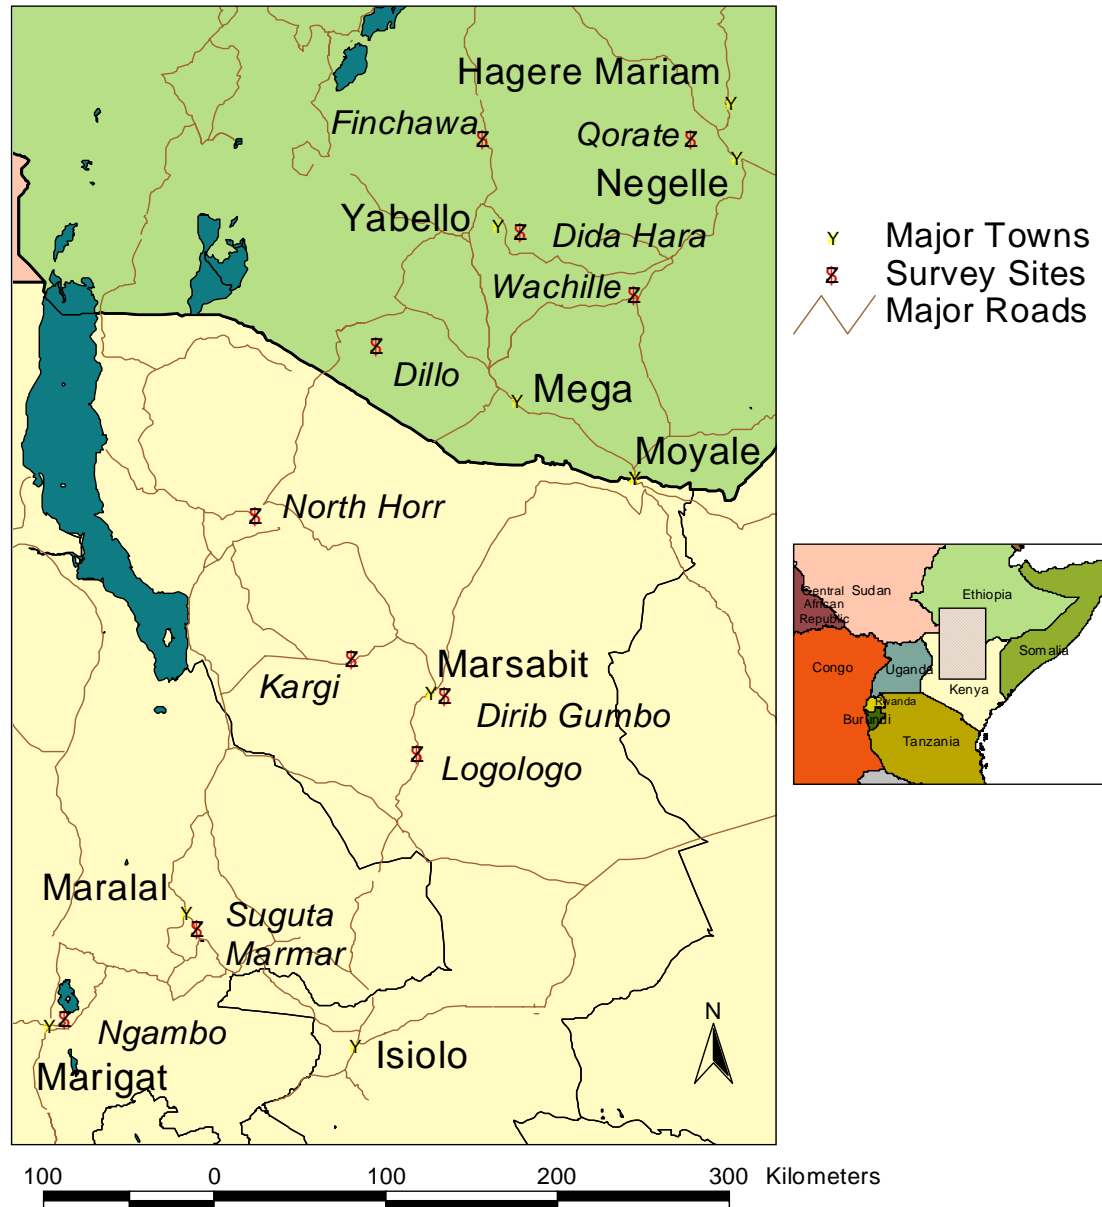 Hagere Mariam
Finchawa
Qorate
Negelle
Yabello
Dida Hara
Wachille
Dillo
Mega
Moyale
North Horr
Marsabit
Kargi
Dirib Gumbo
Logologo
Maralal
Suguta
Marmar
Ngambo
Isiolo
Marigat
N
Major Towns
Survey Sites
Major Roads
Central
African
Republic
Sudan
Ethiopia
Somalia
Congo
Uganda
Kenya
Rwanda
Burundi
Tanzania
100 0 100 200 300 Kilometers